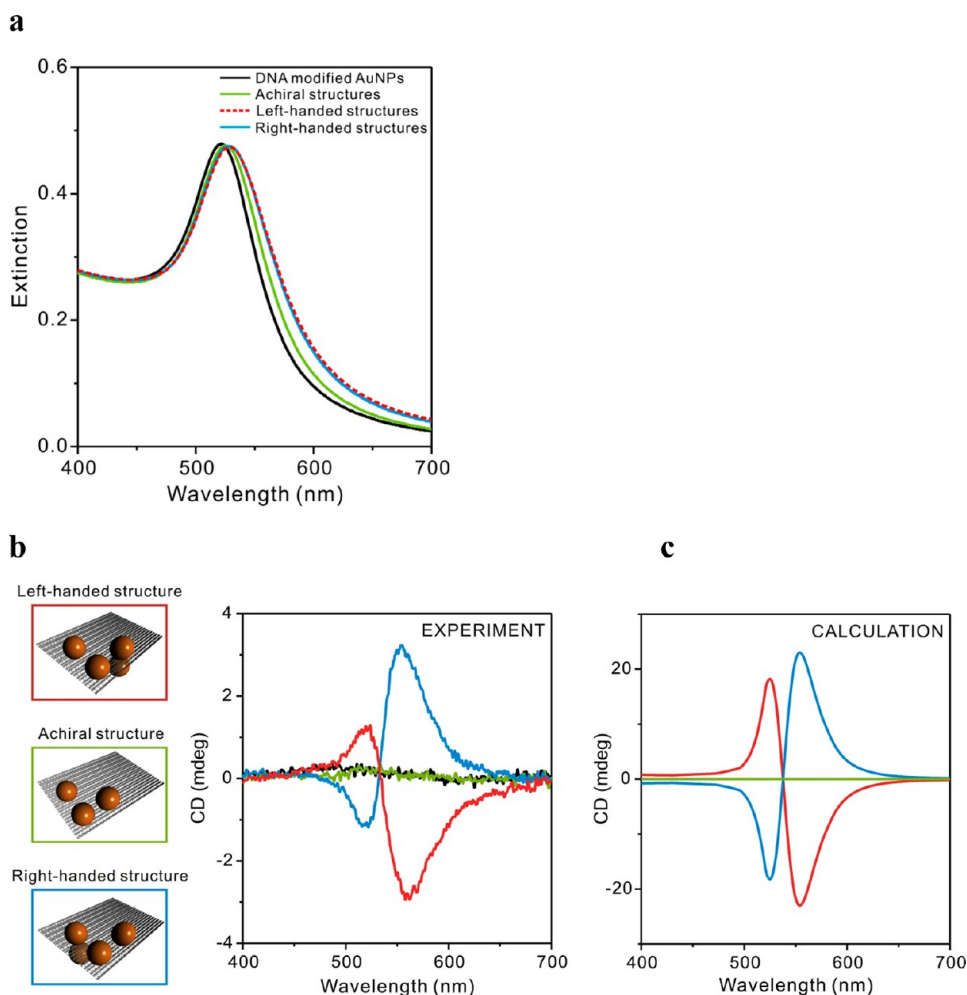 a
0.6
DNA modified AuNPs
Achiral structures
Left-handed structures
Right-handed structures
0.4
Extinction
0.2
0.0
400
500
600
700
Wavelength (nm)
b
c
Left-handed structure
Achiral structure
Right-handed structure
4
EXPERIMENT
2
0
CD (mdeg)
-2
-4
400
500
600
700
Wavelength (nm)
CALCULATION
20
0
CD (mdeg)
-20
400
500
600
700
Wavelength (nm)